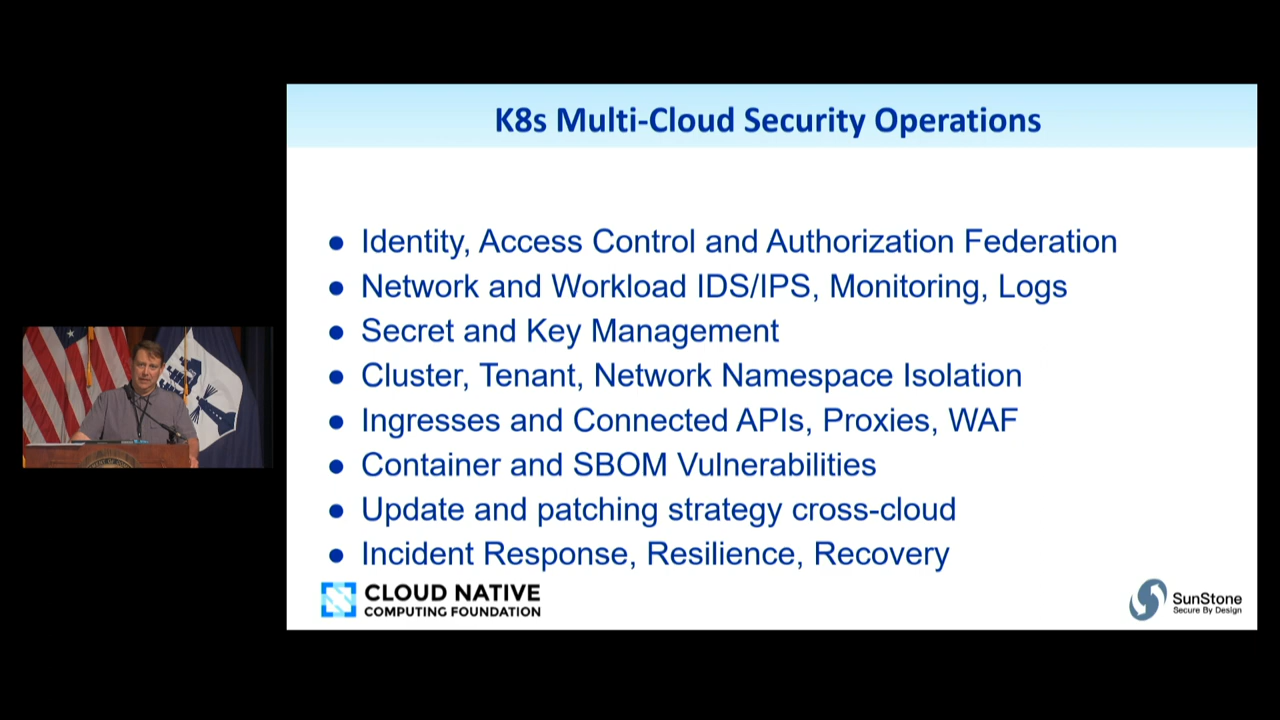 K8s Multi-Cloud Security Operations
● Identity, Access Control and Authorization Federation
● Network and Workload IDS/IPS, Monitoring, Logs
● Secret and Key Management
● Cluster, Tenant, Network Namespace Isolation
● Ingresses and Connected APIs, Proxies, WAF
● Container and SBOM Vulnerabilities
● Update and patching strategy cross-cloud
● Incident Response, Resilience, Recovery
CLOUD NATIVE
COMPUTING FOUNDATION
SunStone
Secure By Design